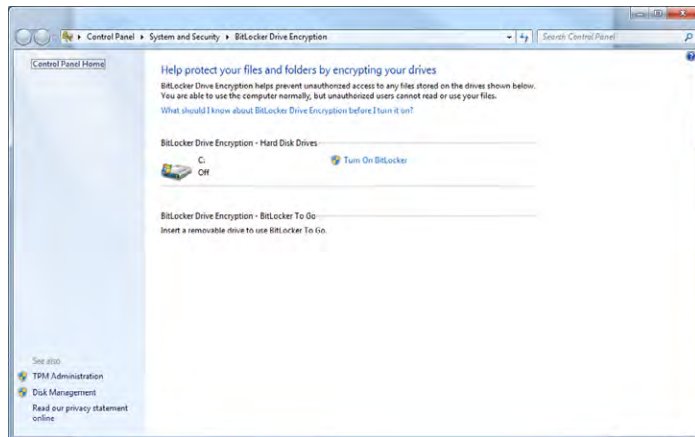 Control Panel ▸ System and Security ▸ BitLocker Drive Encryption
Search Control Panel
Control Panel Home
Help protect your files and folders by encrypting your drives
BitLocker Drive Encryption helps prevent unauthorized access to any files stored on the drives shown below.
You are able to use the computer normally, but unauthorized users cannot read or use your files.
What should I know about BitLocker Drive Encryption before I turn it on?
BitLocker Drive Encryption - Hard Disk Drives
C:
Off
Turn On BitLocker
BitLocker Drive Encryption - BitLocker To Go
Insert a removable drive to use BitLocker To Go.
See also
TPM Administration
Disk Management
Read our privacy statement
online